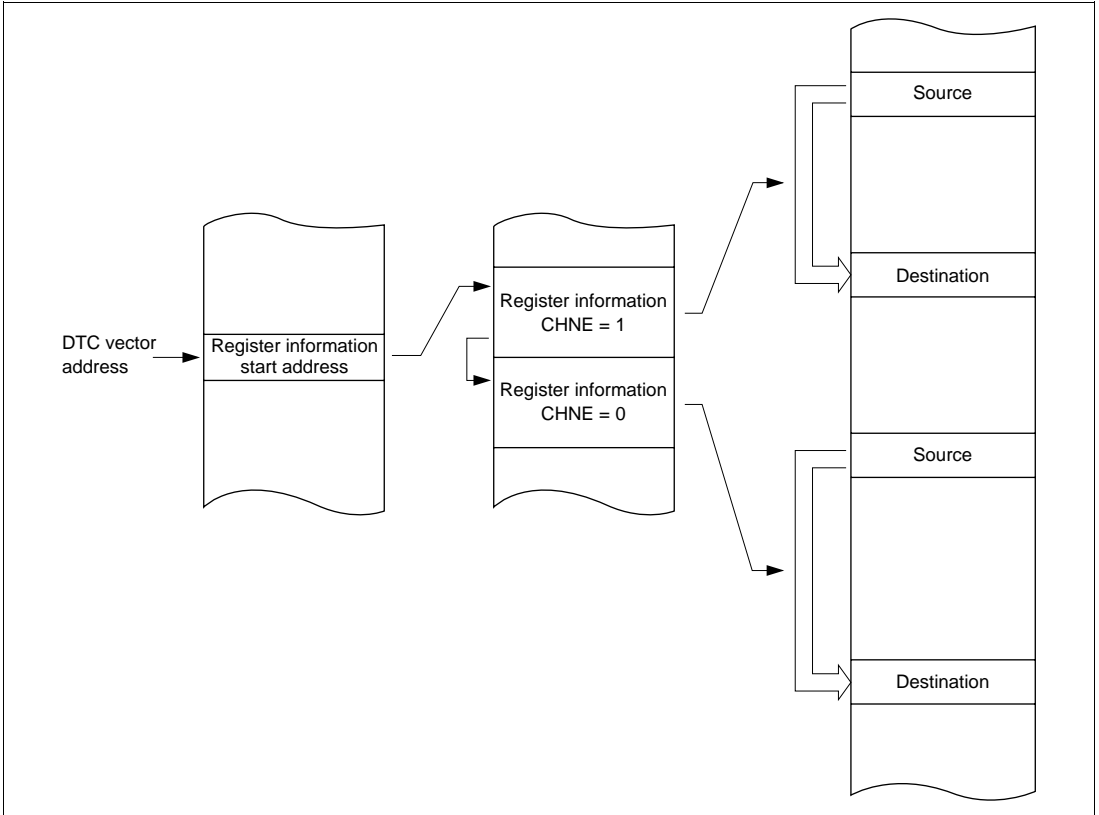 DTC vector
address
Register information
start address
Register information
CHNE = 1
Register information
CHNE = 0
Source
Destination
Source
Destination